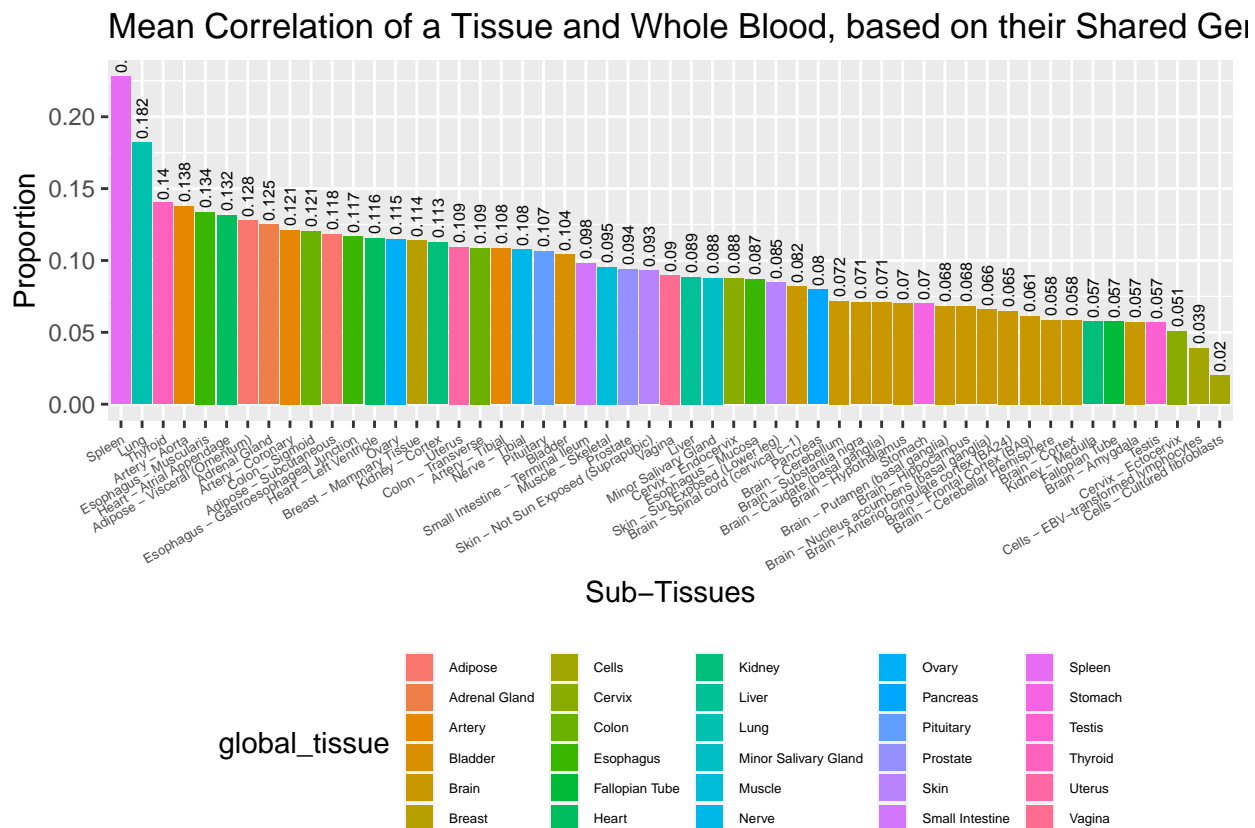 Mean Correlation of a Tissue and Whole Blood, based on their Shared Ge
Proportion
0.20
0.15
0.10
0.05
0.00
0.
0.182
0.14
0.138
0.134
0.132
0.128
0.125
0.121
0.121
0.118
0.117
0.116
0.115
0.114
0.113
0.109
0.109
0.108
0.108
0.107
0.104
0.098
0.095
0.094
0.093
0.09
0.089
0.088
0.088
0.087
0.085
0.082
0.08
0.072
0.071
0.071
0.07
0.07
0.068
0.068
0.066
0.065
0.061
0.058
0.058
0.057
0.057
0.057
0.057
0.051
0.039
0.02
Spleen
Lung
Thyroid
Artery – Aorta
Esophagus – Muscularis
Heart – Atrial Appendage
Adipose – Visceral (Omentum)
Adrenal Gland
Artery – Coronary
Colon – Sigmoid
Adipose – Subcutaneous
Esophagus – Gastroesophageal Junction
Heart – Left Ventricle
Ovary
Breast – Mammary Tissue
Kidney – Cortex
Uterus
Colon – Transverse
Artery – Tibial
Nerve – Tibial
Pituitary
Bladder
Small Intestine – Terminal Ileum
Muscle – Skeletal
Skin – Not Sun Exposed (Suprapubic)
Prostate
Vagina
Liver
Minor Salivary Gland
Cervix – Endocervix
Esophagus – Mucosa
Skin – Sun Exposed (Lower leg)
Brain – Spinal cord (cervical c–1)
Pancreas
Brain – Cerebellum
Brain – Substantia nigra
Brain – Caudate (basal ganglia)
Brain – Hypothalamus
Stomach
Brain – Putamen (basal ganglia)
Brain – Hippocampus
Brain – Nucleus accumbens (basal ganglia)
Brain – Anterior cingulate cortex (BA24)
Brain – Frontal Cortex (BA9)
Brain – Cerebellar Hemisphere
Brain – Cortex
Kidney – Medulla
Fallopian Tube
Brain – Amygdala
Testis
Cervix – Ectocervix
Cells – EBV–transformed lymphocytes
Cells – Cultured fibroblasts
Sub−Tissues
global_tissue
Adipose
Adrenal Gland
Artery
Bladder
Brain
Breast
Cells
Cervix
Colon
Esophagus
Fallopian Tube
Heart
Kidney
Liver
Lung
Minor Salivary Gland
Muscle
Nerve
Ovary
Pancreas
Pituitary
Prostate
Skin
Small Intestine
Spleen
Stomach
Testis
Thyroid
Uterus
Vagina